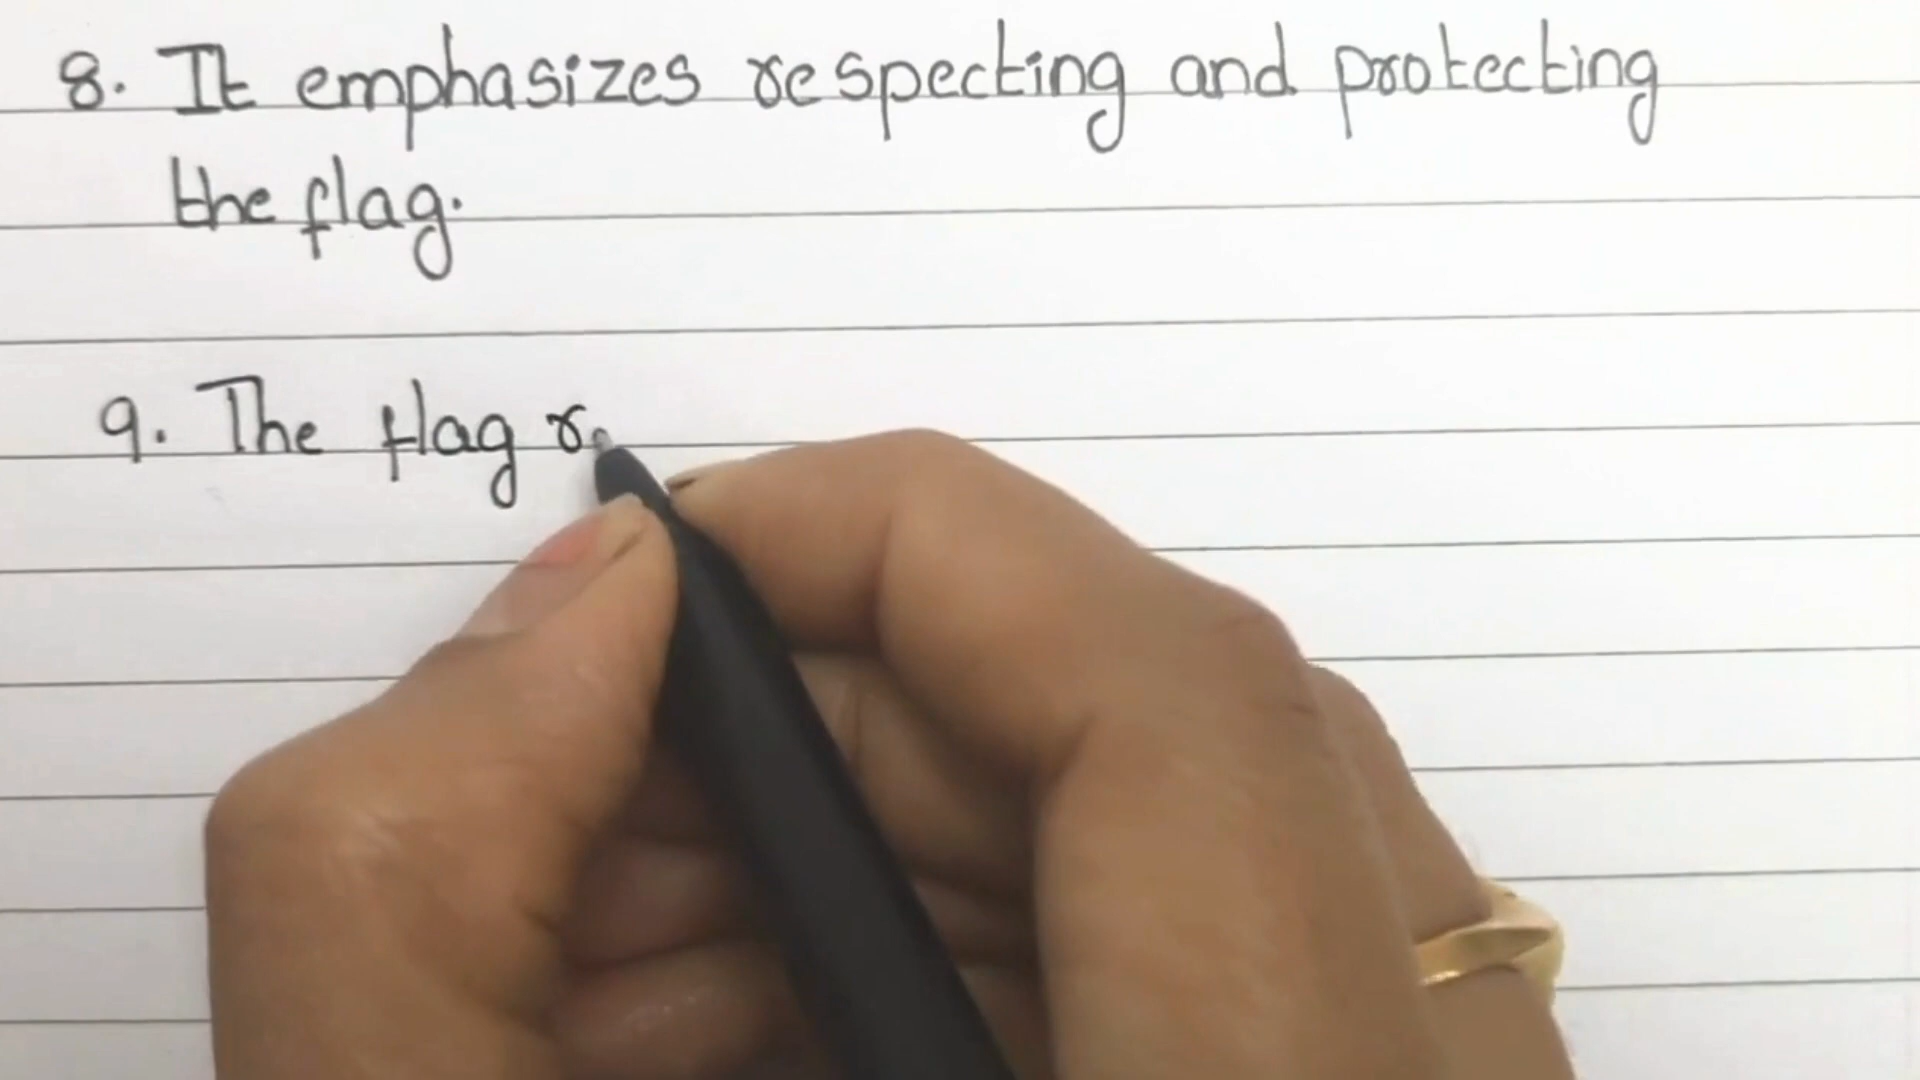 8. It emphasizes respecting and protecting
the flag.
9. The flag r